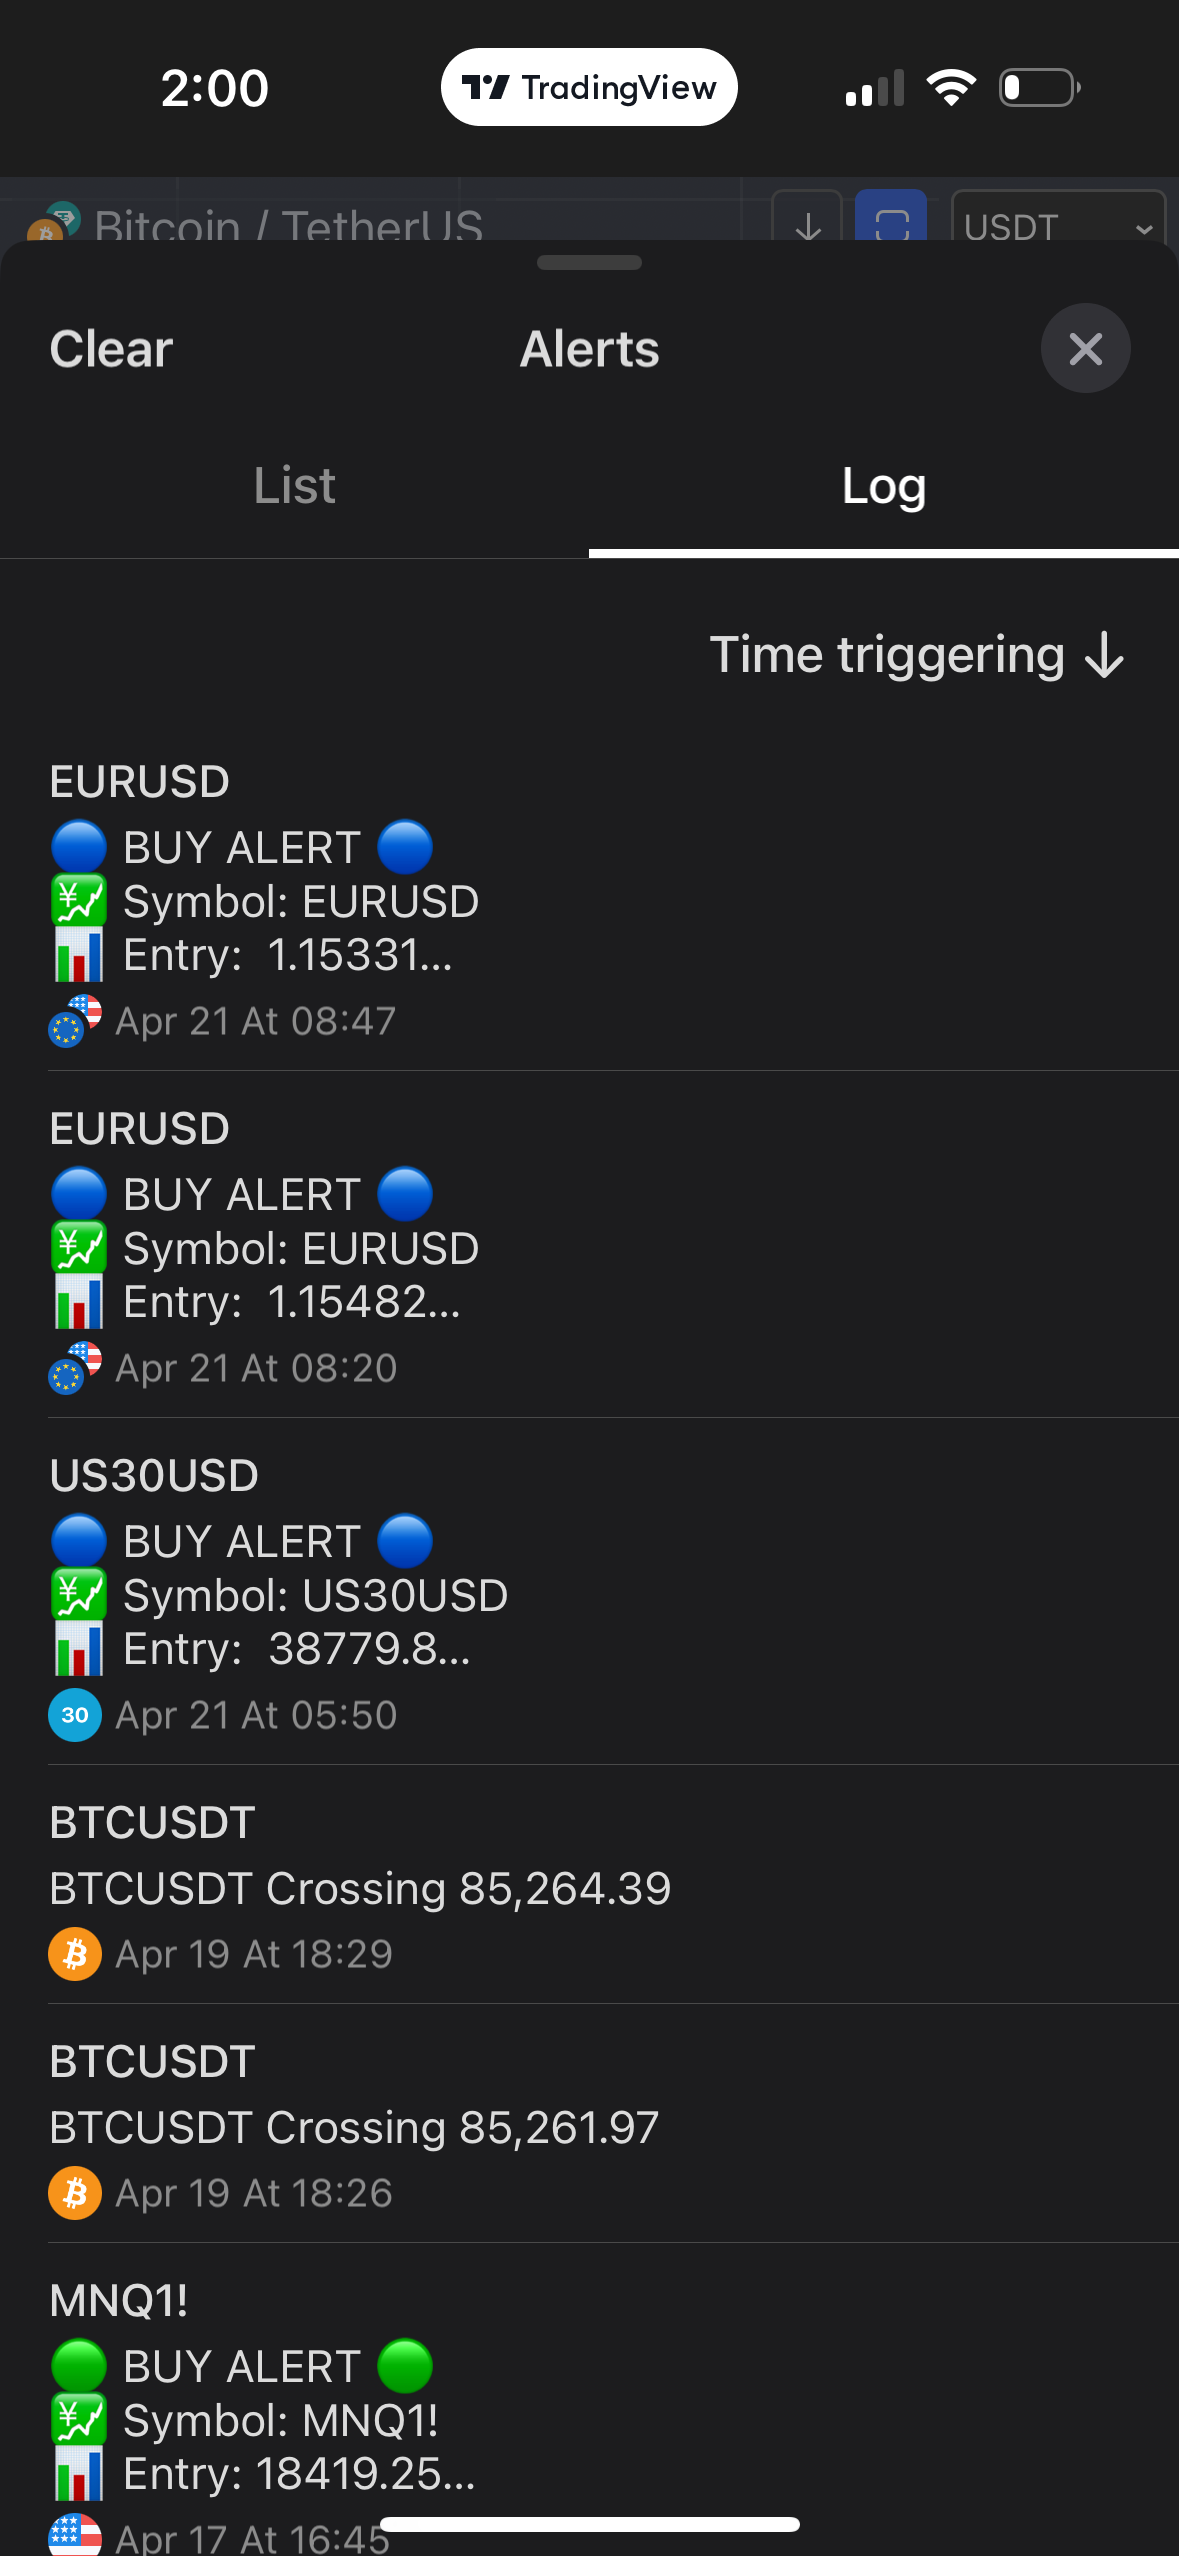 2:00
TradingView
Bitcoin / TetherUS
USDT
Clear
Alerts
List
Log
Time triggering ↓
EURUSD
🔵 BUY ALERT 🔵
💹 Symbol: EURUSD
📊 Entry:  1.15331...
Apr 21 At 08:47
EURUSD
🔵 BUY ALERT 🔵
💹 Symbol: EURUSD
📊 Entry:  1.15482...
Apr 21 At 08:20
US30USD
🔵 BUY ALERT 🔵
💹 Symbol: US30USD
📊 Entry:  38779.8...
30 Apr 21 At 05:50
BTCUSDT
BTCUSDT Crossing 85,264.39
Apr 19 At 18:29
BTCUSDT
BTCUSDT Crossing 85,261.97
Apr 19 At 18:26
MNQ1!
🟢 BUY ALERT 🟢
💹 Symbol: MNQ1!
📊 Entry: 18419.25...
Apr 17 At 16:45